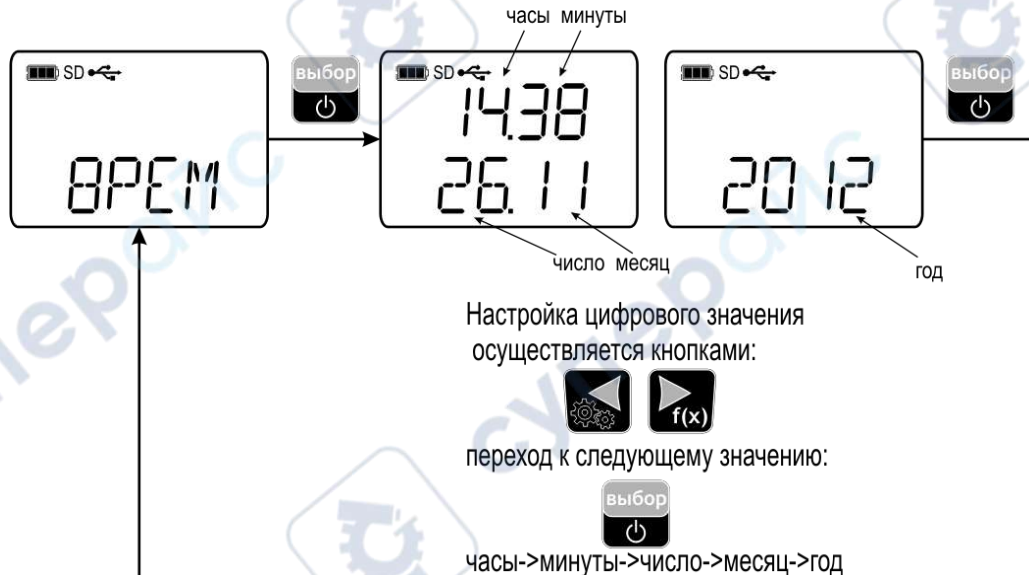 часы минуты
SD
выбор
SD
14.38
SD
выбор
8PEM
26.11
2012
число месяц
год
Настройка цифрового значения
осуществляется кнопками:
f(x)
переход к следующему значению:
выбор
часы->минуты->число->месяц->год
суперайс